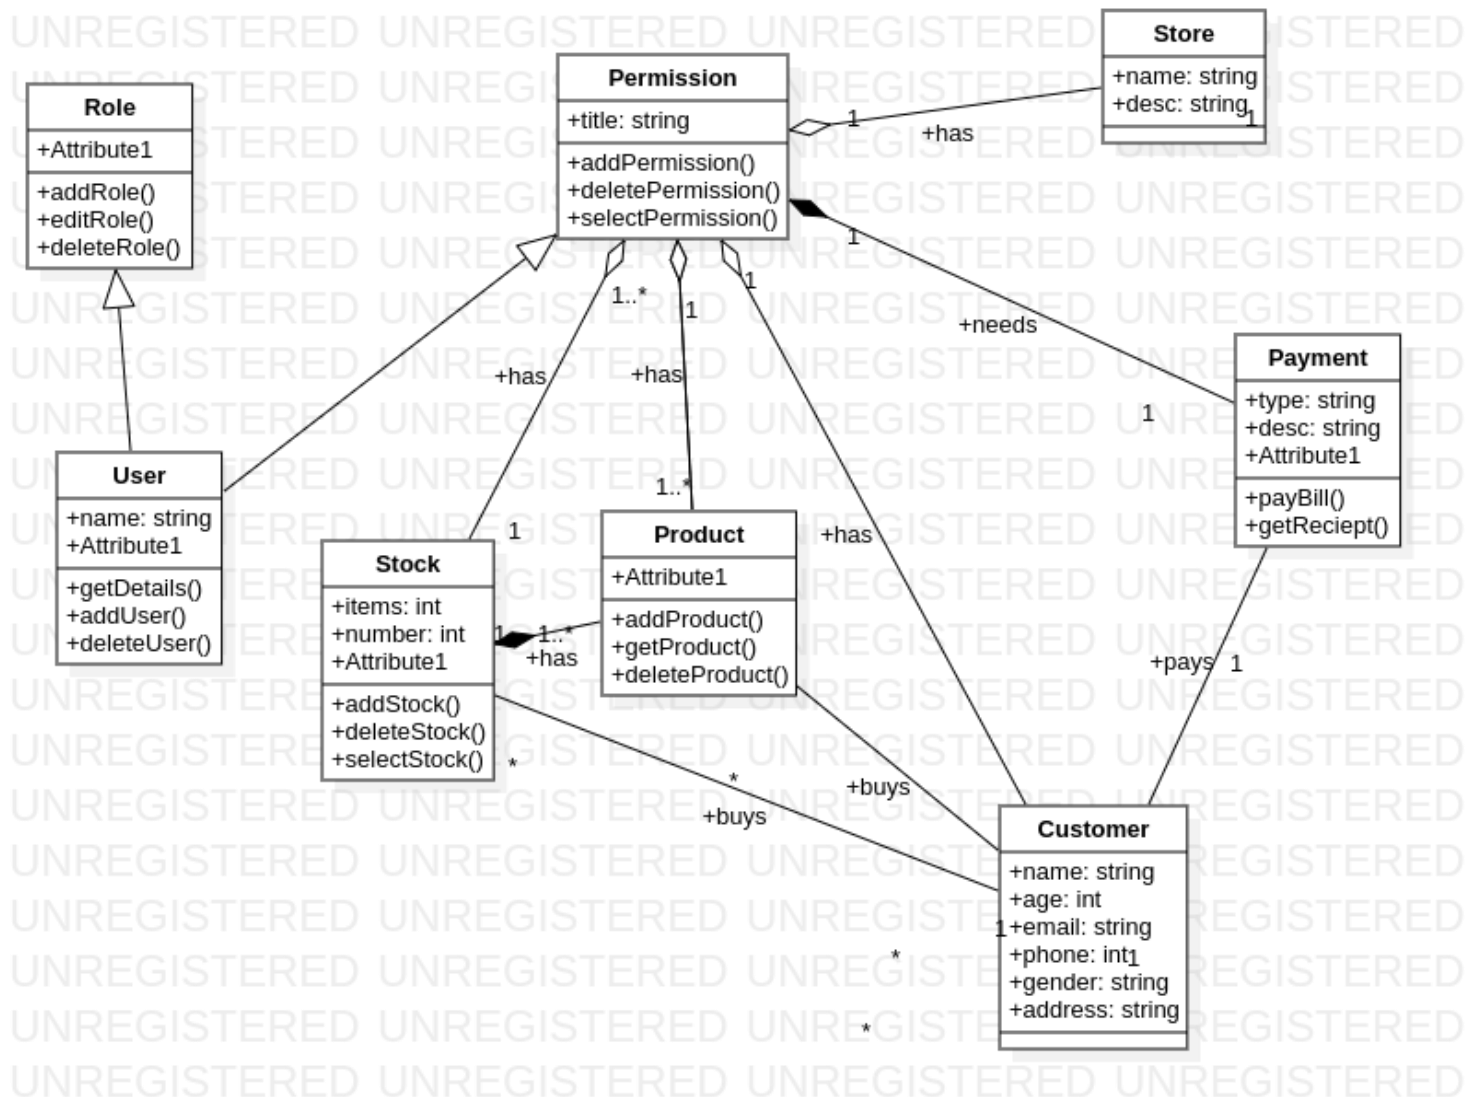 Store
+name: string
+desc: string
1
Permission
+title: string
+addPermission()
+deletePermission()
+selectPermission()
Role
+Attribute1
+addRole()
+editRole()
+deleteRole()
1
+has
1
+needs
1
1..*
+has
1
+has
1..*
1
+has
1
Payment
+type: string
+desc: string
+Attribute1
+payBill()
+getReciept()
User
+name: string
+Attribute1
+getDetails()
+addUser()
+deleteUser()
Stock
+items: int
+number: int
+Attribute1
+addStock()
+deleteStock()
+selectStock()
1
1..*
+has
Product
+Attribute1
+addProduct()
+getProduct()
+deleteProduct()
+pays
1
*
*
+buys
+buys
Customer
+name: string
+age: int
+email: string
+phone: int
+gender: string
+address: string
1
1
*
*
UNREGISTERED UNREGISTERED UNREGISTERED UNREGISTERED